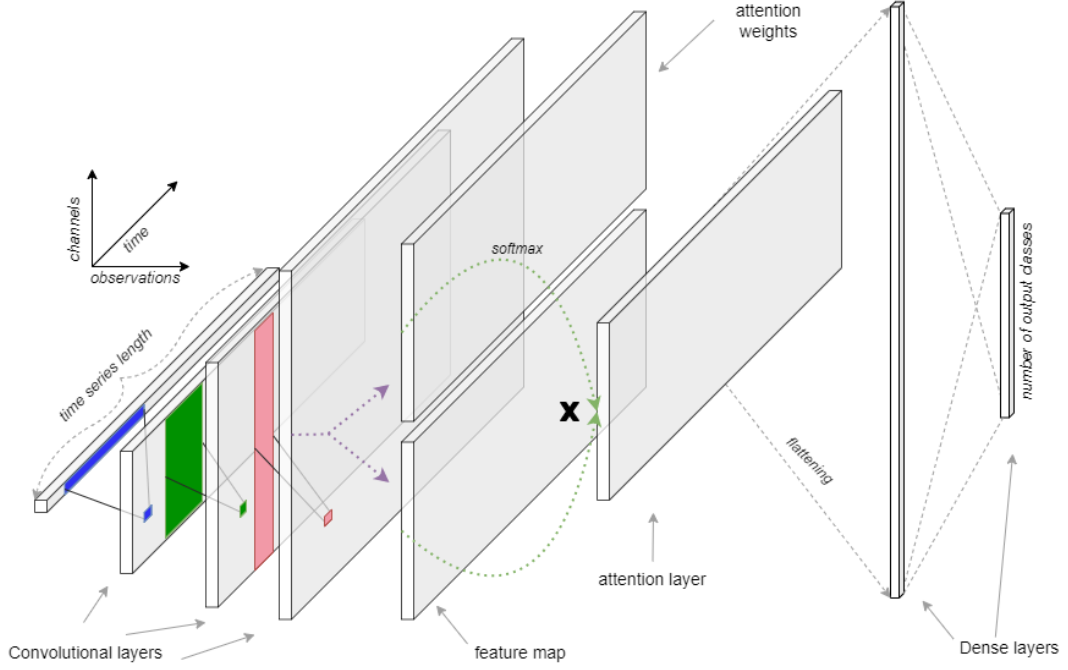 attention
weights
channels
time
observations
softmax
time series length
number of output dasses
X
flattening
attention layer
Convolutional layers
feature map
Dense layers